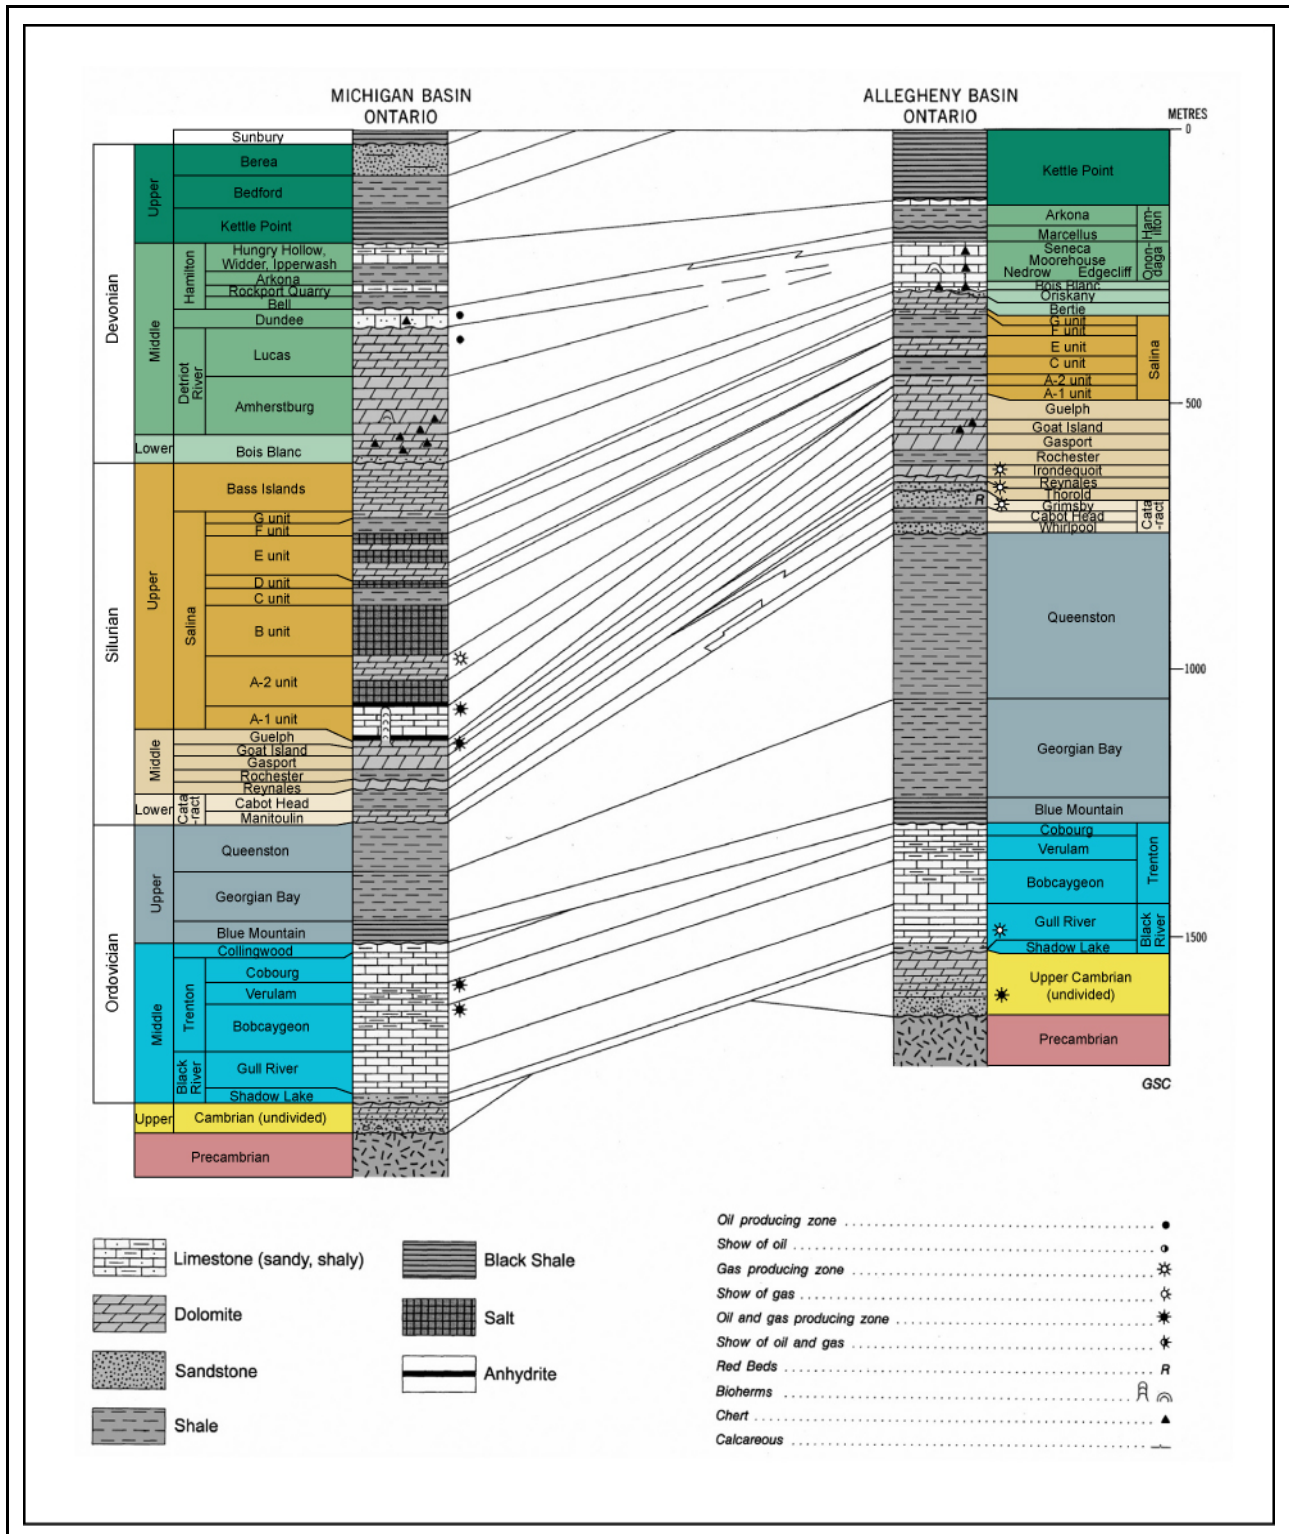 MICHIGAN BASIN
ONTARIO
ALLEGHENY BASIN
ONTARIO
METRES
0
500
1000
1500
Devonian
Silurian
Ordovician
Upper
Middle
Lower
Upper
Middle
Lower
Upper
Middle
Upper
Hamilton
Detriot
River
Salina
Cata
-ract
Trenton
Black
River
Sunbury
Berea
Bedford
Kettle Point
Hungry Hollow,
Widder, Ipperwash
Arkona
Rockport Quarry
Bell
Dundee
Lucas
Amherstburg
Bois Blanc
Bass Islands
G unit
F unit
E unit
D unit
C unit
B unit
A-2 unit
A-1 unit
Guelph
Goat Island
Gasport
Rochester
Reynales
Cabot Head
Manitoulin
Queenston
Georgian Bay
Blue Mountain
Collingwood
Cobourg
Verulam
Bobcaygeon
Gull River
Shadow Lake
Cambrian (undivided)
Precambrian
R
Kettle Point
Arkona
Marcellus
Seneca
Moorehouse
Nedrow Edgecliff
Bois Blanc
Oriskany
Bertie
G unit
F unit
E unit
C unit
A-2 unit
A-1 unit
Guelph
Goat Island
Gasport
Rochester
Irondequoit
Reynales
Thorold
Grimsby
Cabot Head
Whirlpool
Queenston
Georgian Bay
Blue Mountain
Cobourg
Verulam
Bobcaygeon
Gull River
Shadow Lake
Upper Cambrian
(undivided)
Precambrian
Ham-
ilton
Onon-
daga
Salina
Cata
-ract
Trenton
Black
River
GSC
Limestone (sandy, shaly)
Dolomite
Sandstone
Shale
Black Shale
Salt
Anhydrite
Oil producing zone
Show of oil
Gas producing zone
Show of gas
Oil and gas producing zone
Show of oil and gas
Red Beds R
Bioherms
Chert
Calcareous